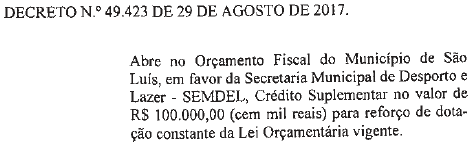 DECRETO N.º 49.423 DE 29 DE AGOSTO DE 2017.
Abre no Orçamento Fiscal do Município de São
Luís, em favor da Secretaria Municipal de Desporto e
Lazer - SEMDEL, Crédito Suplementar no valor de
R$ 100.000,00 (cem mil reais) para reforço de dota-
ção constante da Lei Orçamentária vigente.